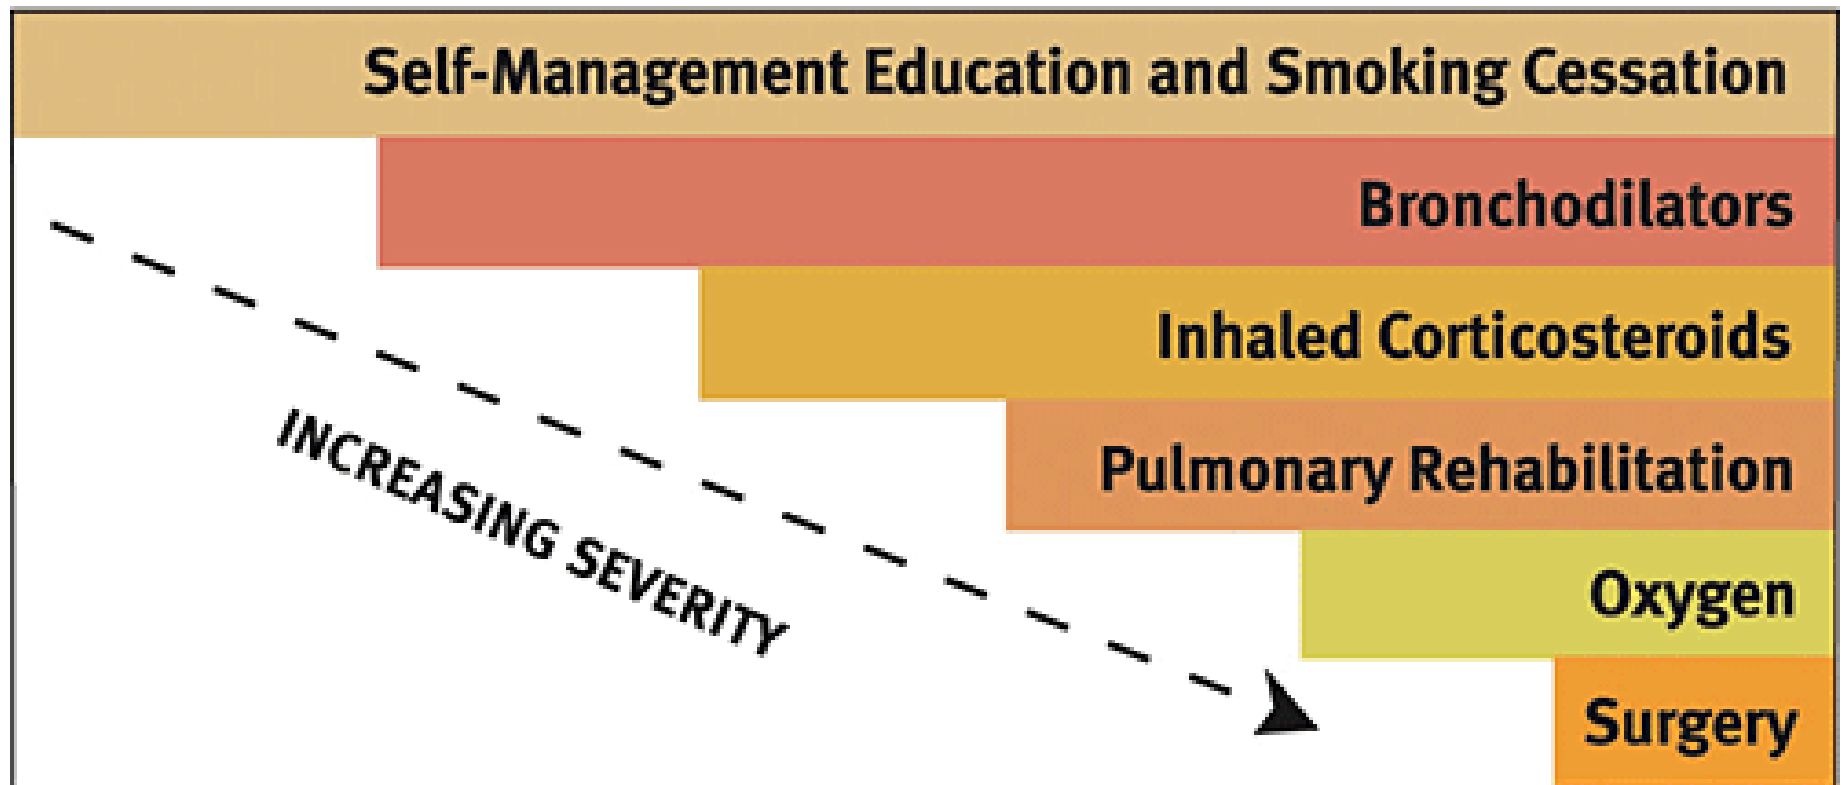 Self-Management Education and Smoking Cessation
Bronchodilators
Inhaled Corticosteroids
Pulmonary Rehabilitation
Oxygen
Surgery
INCREASING SEVERITY